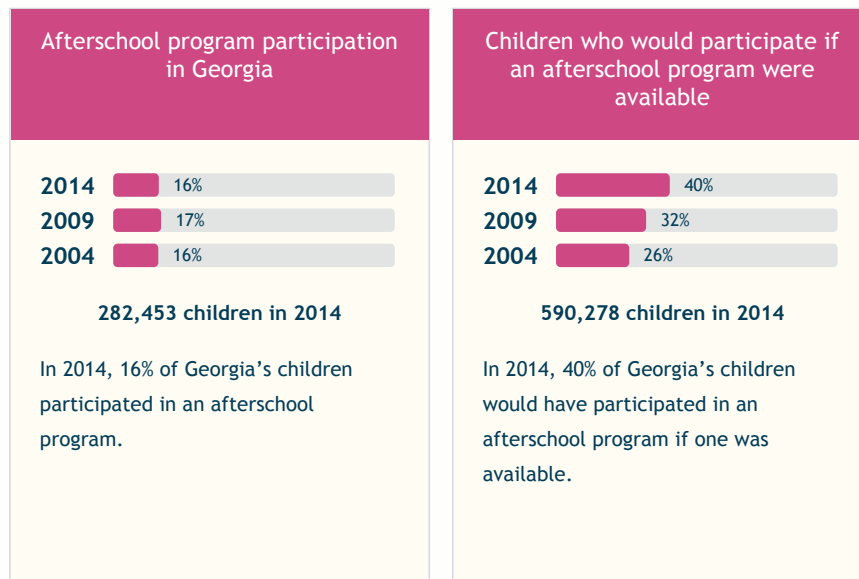 Afterschool program participation
in Georgia
2014 16%
2009 17%
2004 16%
282,453 children in 2014
In 2014, 16% of Georgia’s children
participated in an afterschool
program.
Children who would participate if
an afterschool program were
available
2014 40%
2009 32%
2004 26%
590,278 children in 2014
In 2014, 40% of Georgia’s children
would have participated in an
afterschool program if one was
available.